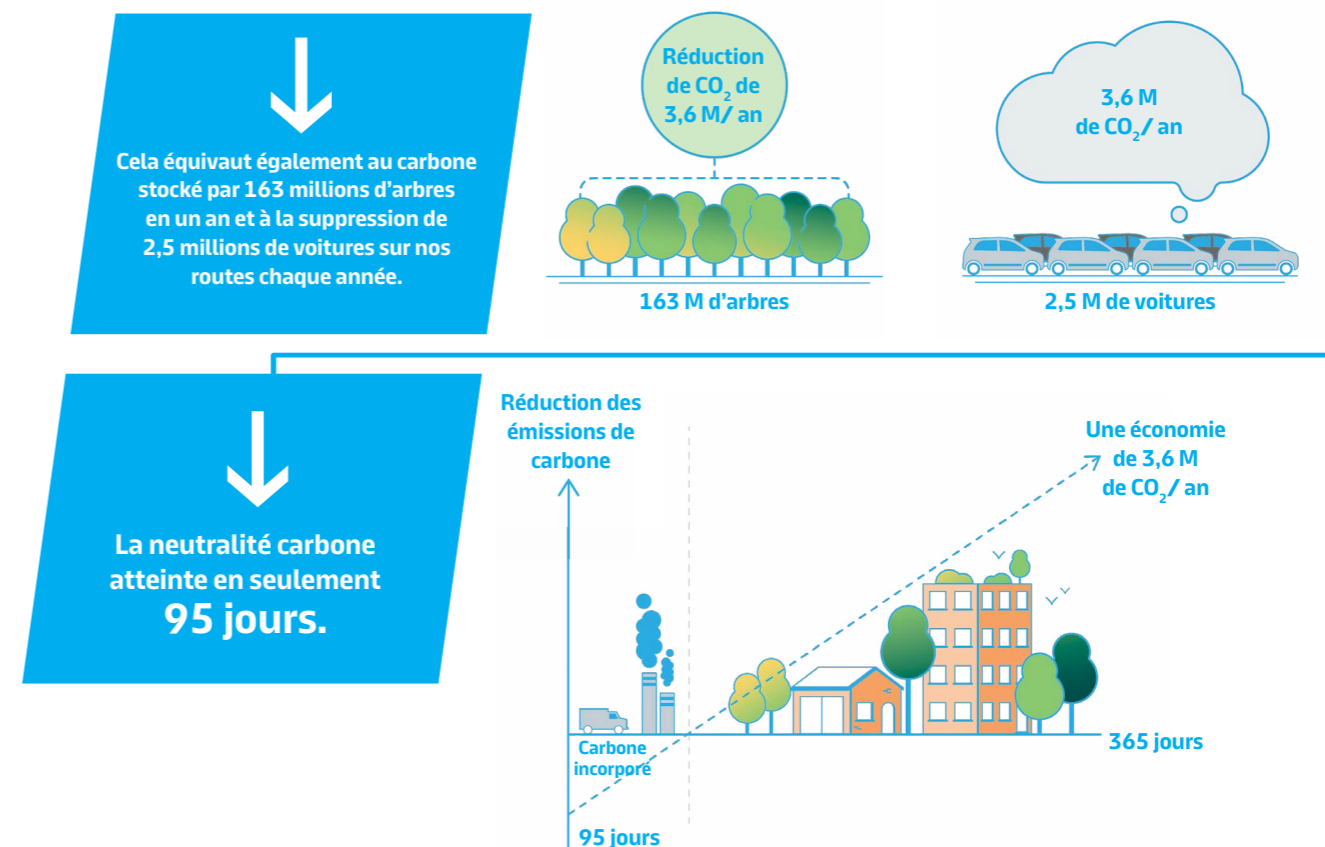 Cela équivaut également au carbone
stocké par 163 millions d’arbres
en un an et à la suppression de
2,5 millions de voitures sur nos
routes chaque année.
Réduction
de CO₂ de
3,6 M/ an
163 M d’arbres
3,6 M
de CO₂/ an
2,5 M de voitures
La neutralité carbone
atteinte en seulement
95 jours.
Réduction des
émissions de
carbone
Une économie
de 3,6 M
de CO₂/ an
Carbone
incorporé
365 jours
95 jours